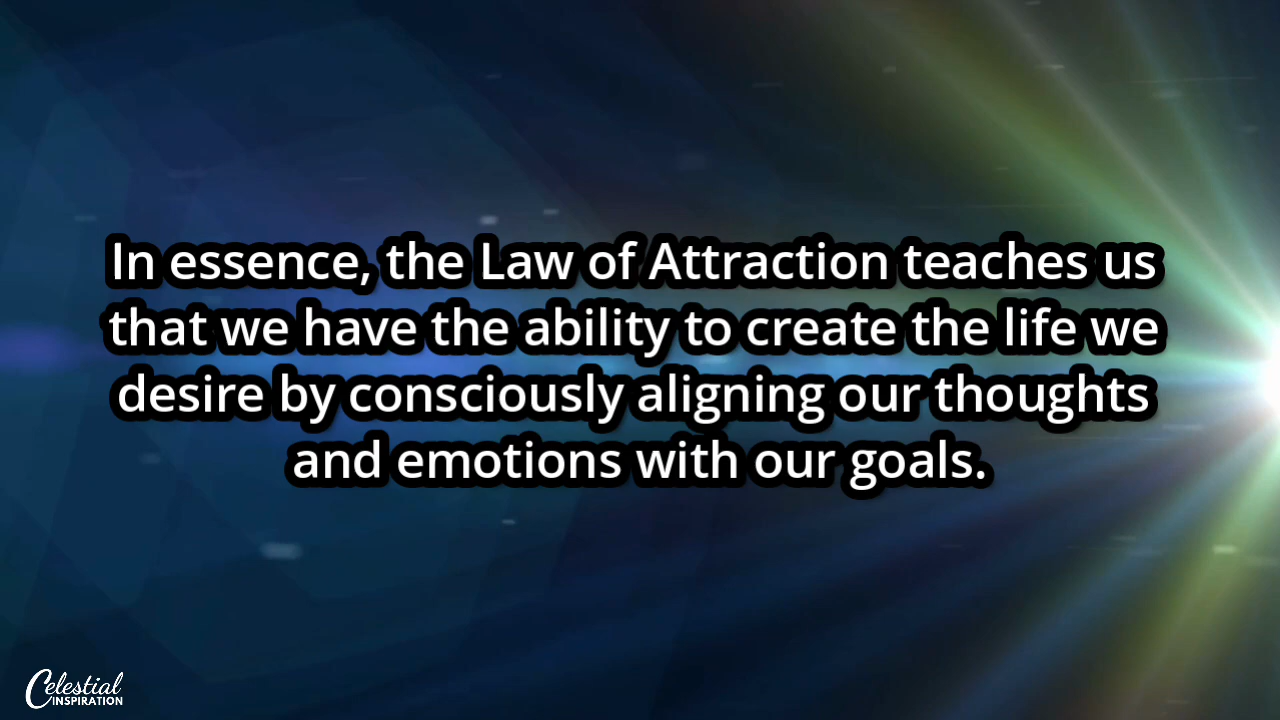 In essence, the Law of Attraction teaches us
that we have the ability to create the life we
desire by consciously aligning our thoughts
and emotions with our goals.
Celestial
INSPIRATION